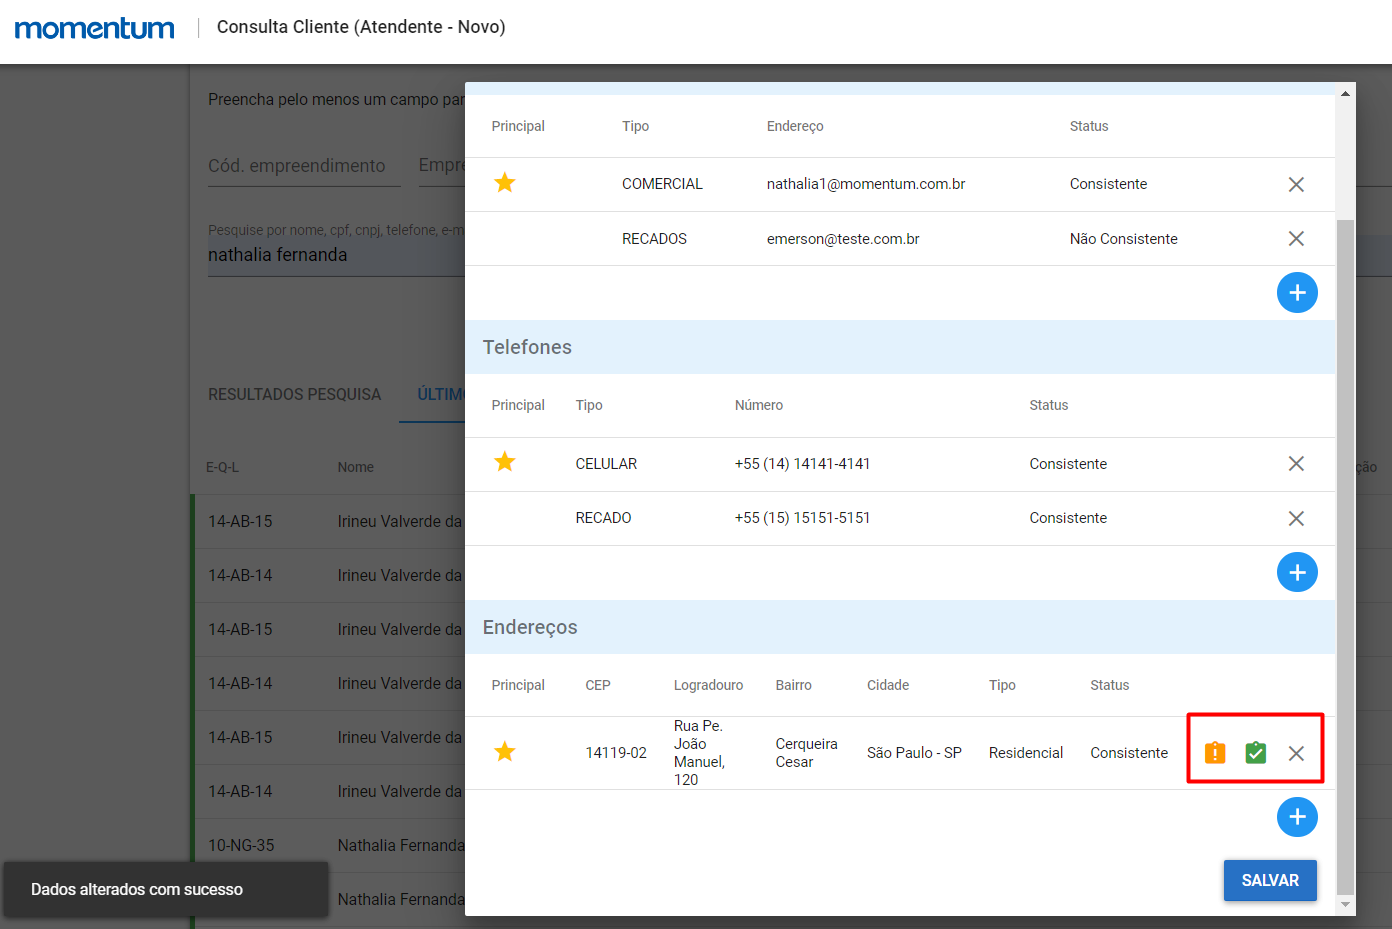 momentum
Consulta Cliente (Atendente - Novo)
Preencha pelo menos um campo par
Cód. empreendimento
Empre
Pesquise por nome, cpf, cnpj, telefone, e-m
nathalia fernanda
RESULTADOS PESQUISA
ÚLTIMO
E-Q-L
Nome
ção
14-AB-15
Irineu Valverde da
14-AB-14
Irineu Valverde da
14-AB-15
Irineu Valverde da
14-AB-14
Irineu Valverde da
14-AB-15
Irineu Valverde da
14-AB-14
Irineu Valverde da
10-NG-35
Nathalia Fernanda
Nathalia Fernanda
Dados alterados com sucesso
Principal Tipo Endereço Status
COMERCIAL nathalia1@momentum.com.br Consistente
RECADOS emerson@teste.com.br Não Consistente
Telefones
Principal Tipo Número Status
CELULAR +55 (14) 14141-4141 Consistente
RECADO +55 (15) 15151-5151 Consistente
Endereços
Principal CEP Logradouro Bairro Cidade Tipo Status
14119-02
Rua Pe.
João
Manuel,
120
Cerqueira
Cesar
São Paulo - SP
Residencial
Consistente
SALVAR